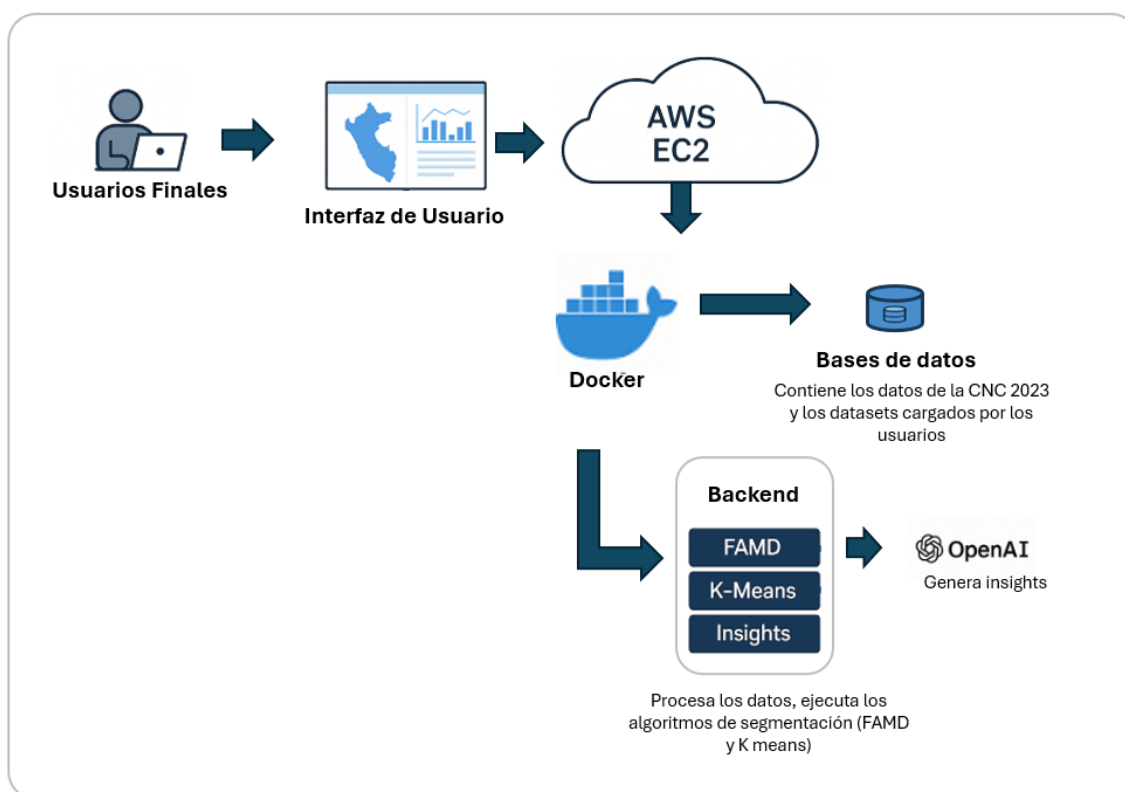 AWS
EC2
Usuarios Finales
Interfaz de Usuario
Docker
Bases de datos
Contiene los datos de la CNC 2023
y los datasets cargados por los
usuarios
Backend
FAMD
K-Means
Insights
OpenAI
Genera insights
Procesa los datos, ejecuta los
algoritmos de segmentación (FAMD
y K means)